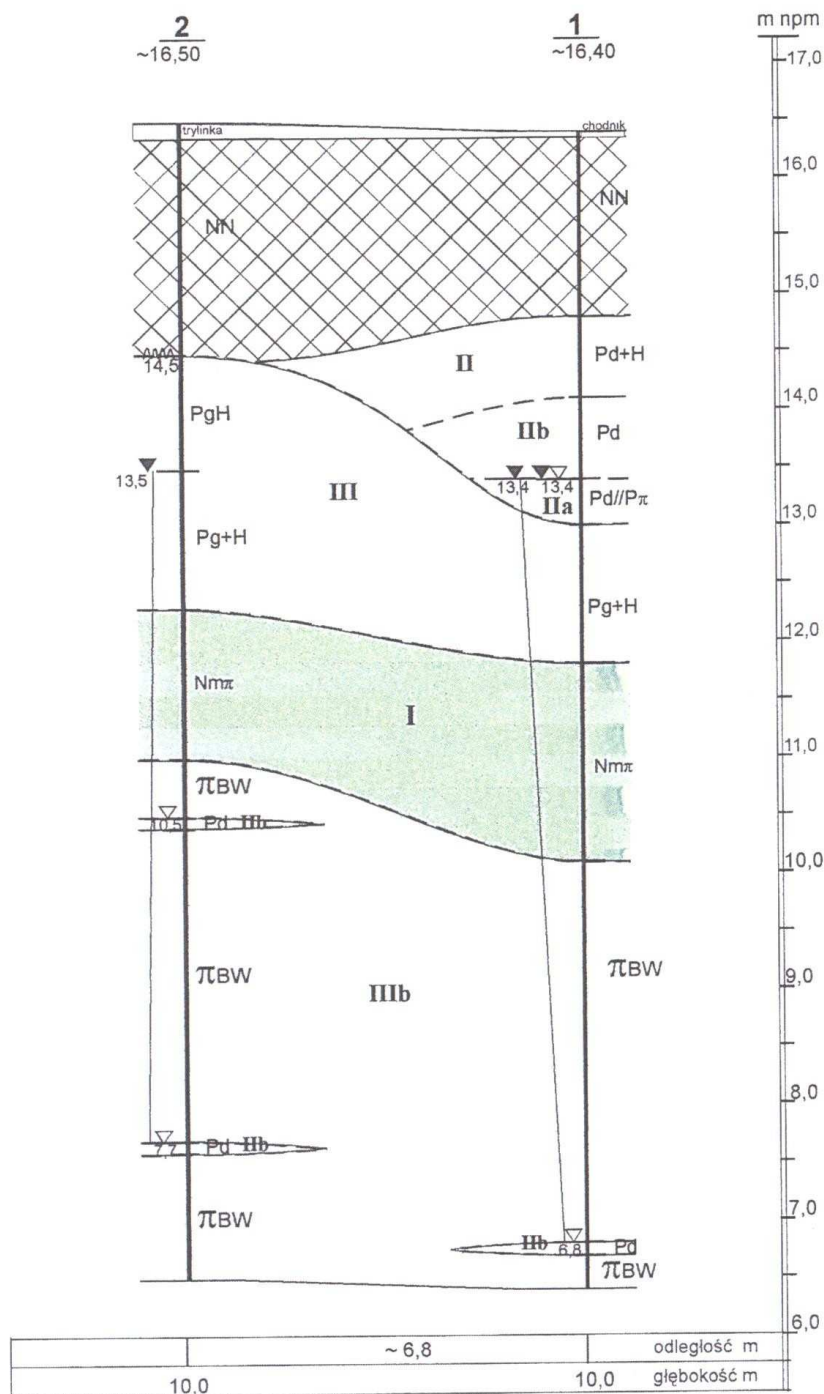 2 1 m npm
~16,50 ~16,40
17,0
trylinka chodnik
16,0
NN NN
15,0
II Pd+H
14,5
14,0
PgH IIb Pd
13,5 13,4 13,4
III IIa Pd//Pπ
13,0
Pg+H
Pg+H
12,0
Nmπ
I
11,0
Nmπ
πBW
10,5 Pd IIb
10,0
πBW πBW
9,0
IIIb
8,0
7,7 Pd IIb
7,0
πBW IIb 6,8 Pd
πBW
6,0
~ 6,8 odległość m
10,0 10,0 głębokość m